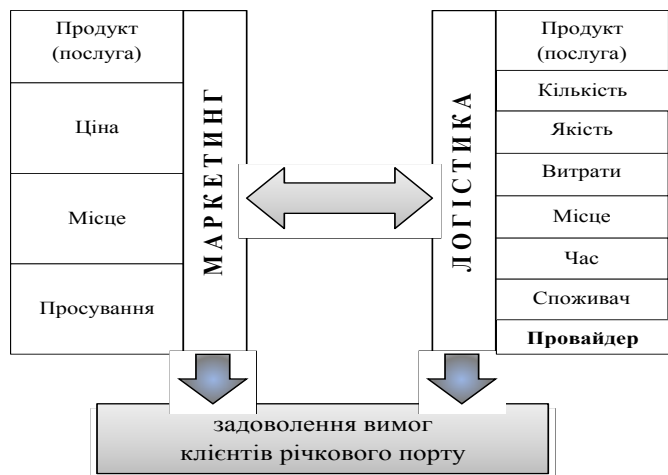 Продукт
(послуга)
Ціна
Місце
Просування
МАРКЕТИНГ
ЛОГІСТИКА
Продукт
(послуга)
Кількість
Якість
Витрати
Місце
Час
Споживач
Провайдер
задоволення вимог
клієнтів річкового порту